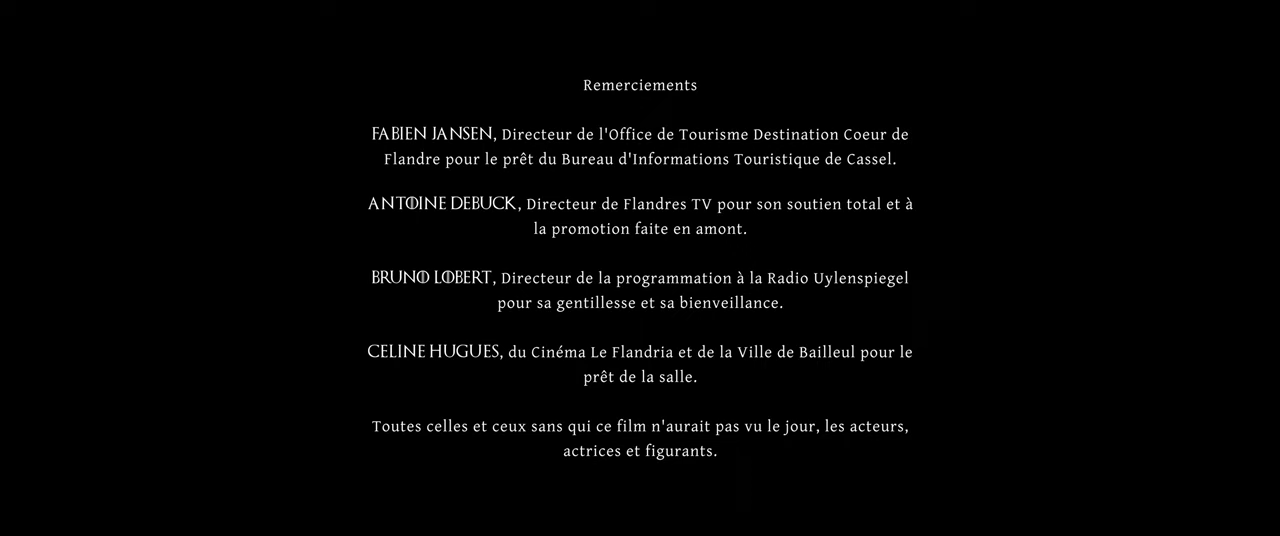 Remerciements
FABIEN JANSEN, Directeur de l'Office de Tourisme Destination Coeur de
Flandre pour le prêt du Bureau d'Informations Touristique de Cassel.
ANTOINE DEBUCK, Directeur de Flandres TV pour son soutien total et à
la promotion faite en amont.
BRUNO LOBERT, Directeur de la programmation à la Radio Uylenspiegel
pour sa gentillesse et sa bienveillance.
CELINE HUGUES, du Cinéma Le Flandria et de la Ville de Bailleul pour le
prêt de la salle.
Toutes celles et ceux sans qui ce film n'aurait pas vu le jour, les acteurs,
actrices et figurants.